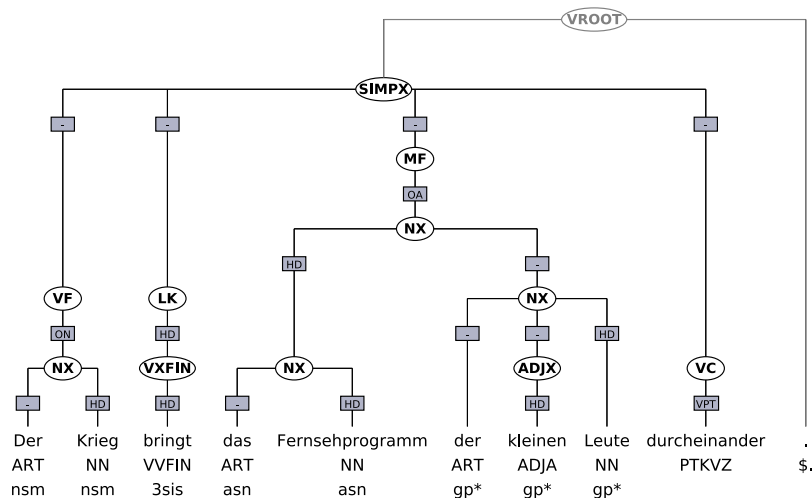 VROOT
SIMPX
- - - -
MF
OA
NX
HD -
VF LK NX
ON HD - - HD
NX VXFIN NX ADJX VC
- HD HD - HD HD VPT
Der Krieg bringt das Fernsehprogramm der kleinen Leute durcheinander .
ART NN VVFIN ART NN ART ADJA NN PTKVZ $.
nsm nsm 3sis asn asn gp* gp* gp*